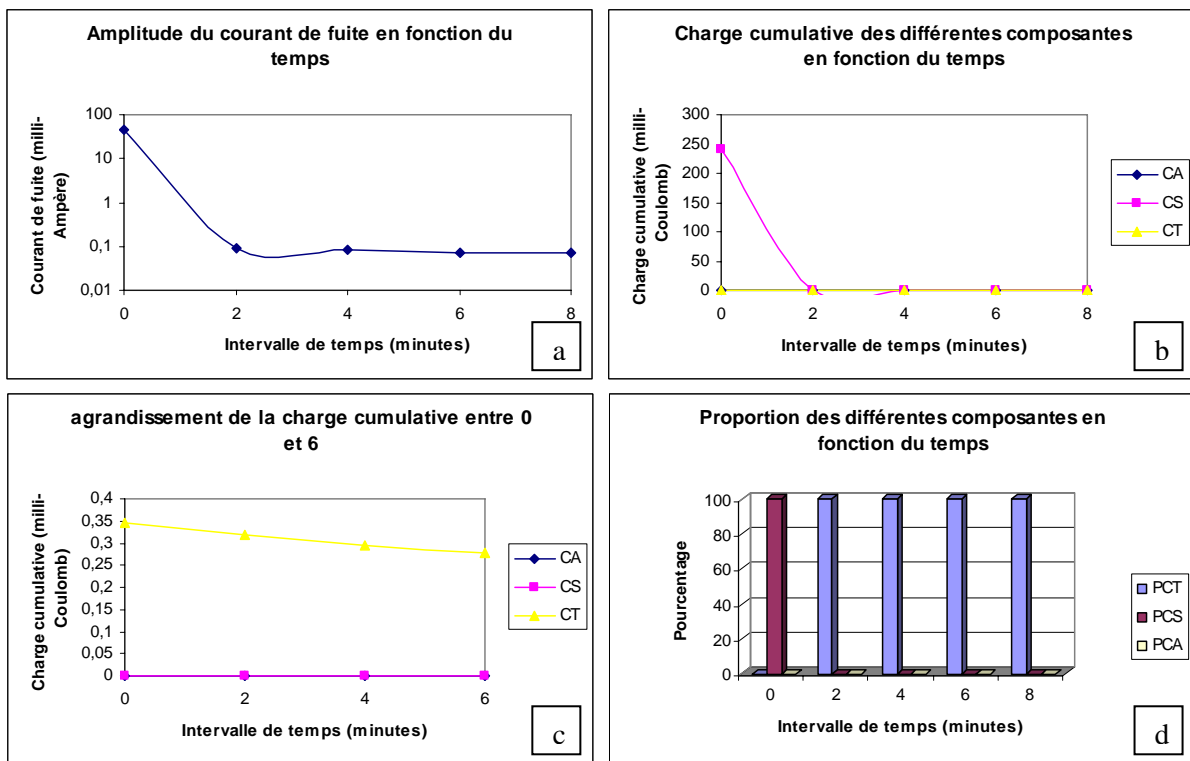 Amplitude du courant de fuite en fonction du
temps
Courant de fuite (milli-
Ampère)
100
10
1
0,1
0,01
0 2 4 6 8
Intervalle de temps (minutes)
a
Charge cumulative des différentes composantes
en fonction du temps
Charge cumulative (milli-
Coulomb)
300
250
200
150
100
50
0
0 2 4 6 8
Intervalle de temps (minutes)
CA
CS
CT
b
agrandissement de la charge cumulative entre 0
et 6
Charge cumulative (milli-
Coulomb)
0,4
0,35
0,3
0,25
0,2
0,15
0,1
0,05
0
0 2 4 6
Intervalle de temps (minutes)
CA
CS
CT
c
Proportion des différentes composantes en
fonction du temps
Pourcentage
100
80
60
40
20
0
0 2 4 6 8
Intervalle de temps (minutes)
PCT
PCS
PCA
d